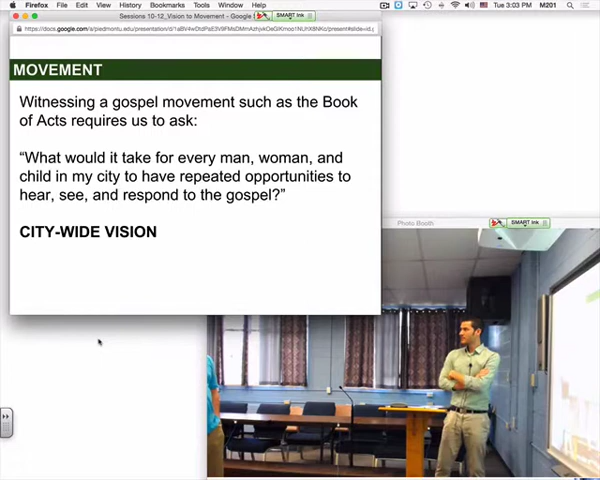 Firefox File Edit View History Bookmarks Tools Window Help Tue 3:03 PM M201
Sessions 10-12_Vision to Movement - Google
SMART Ink
MOVEMENT
Witnessing a gospel movement such as the Book
of Acts requires us to ask:
“What would it take for every man, woman, and
child in my city to have repeated opportunities to
hear, see, and respond to the gospel?”
CITY-WIDE VISION
Photo Booth
SMART Ink